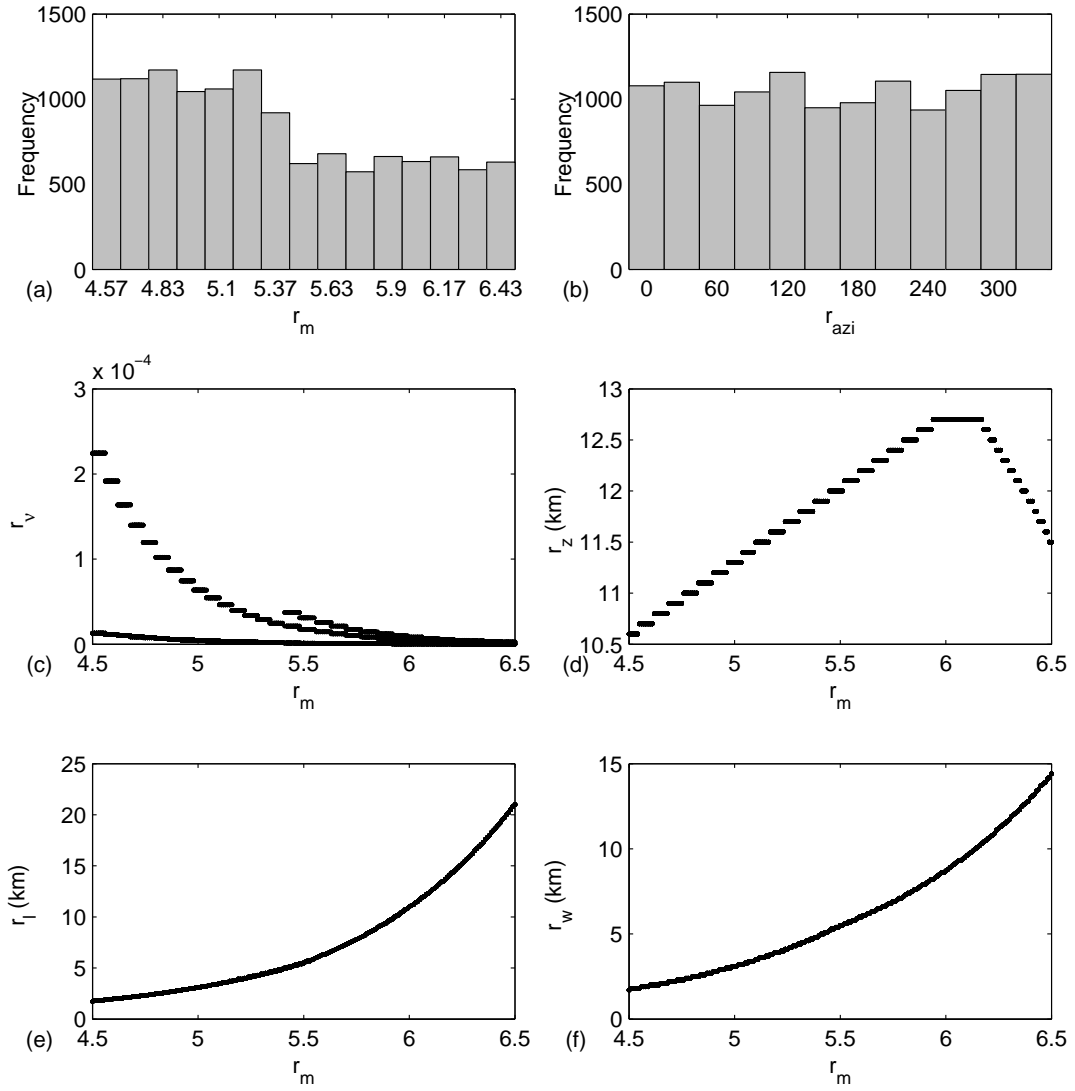 1500
1000
500
0
Frequency
4.57 4.83 5.1 5.37 5.63 5.9 6.17 6.43
(a)
r_m
1500
1000
500
0
Frequency
0 60 120 180 240 300
(b)
r_azi
x 10^−4
3
2
1
0
r_ν
4.5 5 5.5 6 6.5
(c)
r_m
13
12.5
12
11.5
11
10.5
r_z (km)
4.5 5 5.5 6 6.5
(d)
r_m
25
20
15
10
5
0
r_l (km)
4.5 5 5.5 6 6.5
(e)
r_m
15
10
5
0
r_w (km)
4.5 5 5.5 6 6.5
(f)
r_m